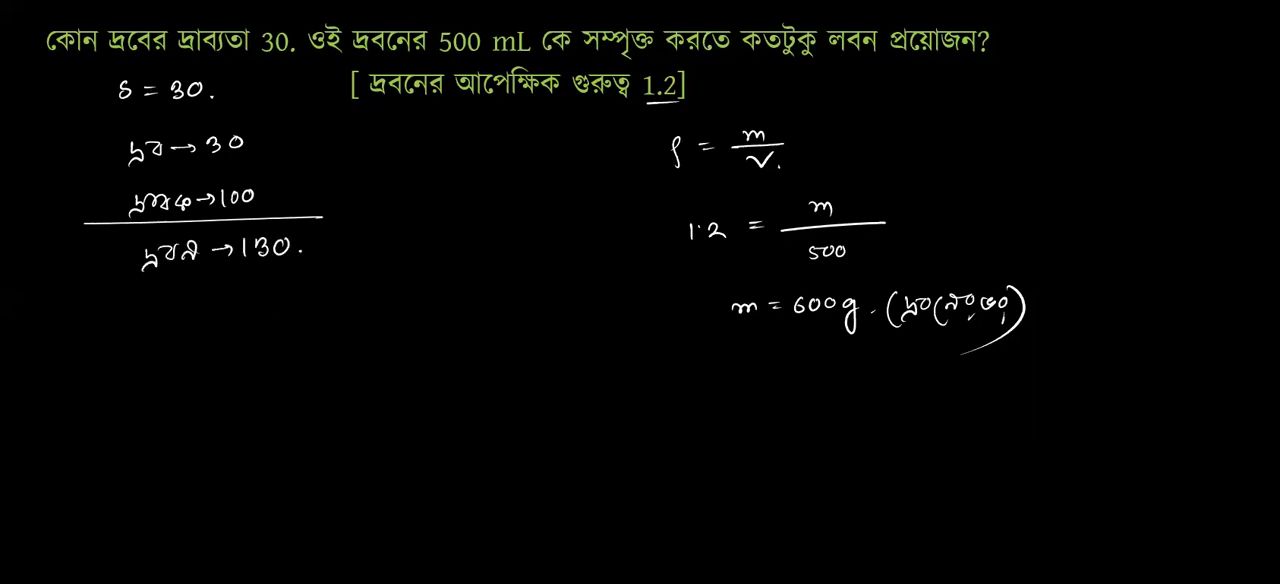 কোন দ্রবের দ্রাব্যতা 30. ওই দ্রবনের 500 mL কে সম্পৃক্ত করতে কতটুকু লবন প্রয়োজন?
[ দ্রবনের আপেক্ষিক গুরুত্ব 1.2]
S = 30.
দ্রব → 30
দ্রাবক → 100
দ্রবন → 130.
ρ = m / V.
1.2 = m / 500
m = 600g.